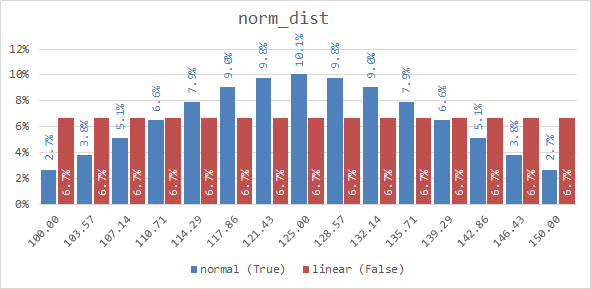 norm_dist
12%
10%
8%
6%
4%
2%
0%
2.7% 3.8% 5.1% 6.6% 7.9% 9.0% 9.8% 10.1% 9.8% 9.0% 7.9% 6.6% 5.1% 3.8% 2.7%
6.7% 6.7% 6.7% 6.7% 6.7% 6.7% 6.7% 6.7% 6.7% 6.7% 6.7% 6.7% 6.7% 6.7% 6.7%
100.00 103.57 107.14 110.71 114.29 117.86 121.43 125.00 128.57 132.14 135.71 139.29 142.86 146.43 150.00
normal (True) linear (False)